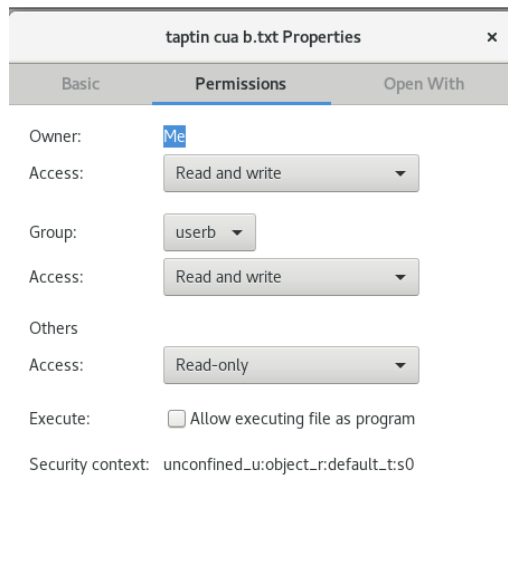 taptin cua b.txt Properties ×
Basic Permissions Open With
Owner: Me
Access: Read and write
Group: userb
Access: Read and write
Others
Access: Read-only
Execute: Allow executing file as program
Security context: unconfined_u:object_r:default_t:s0